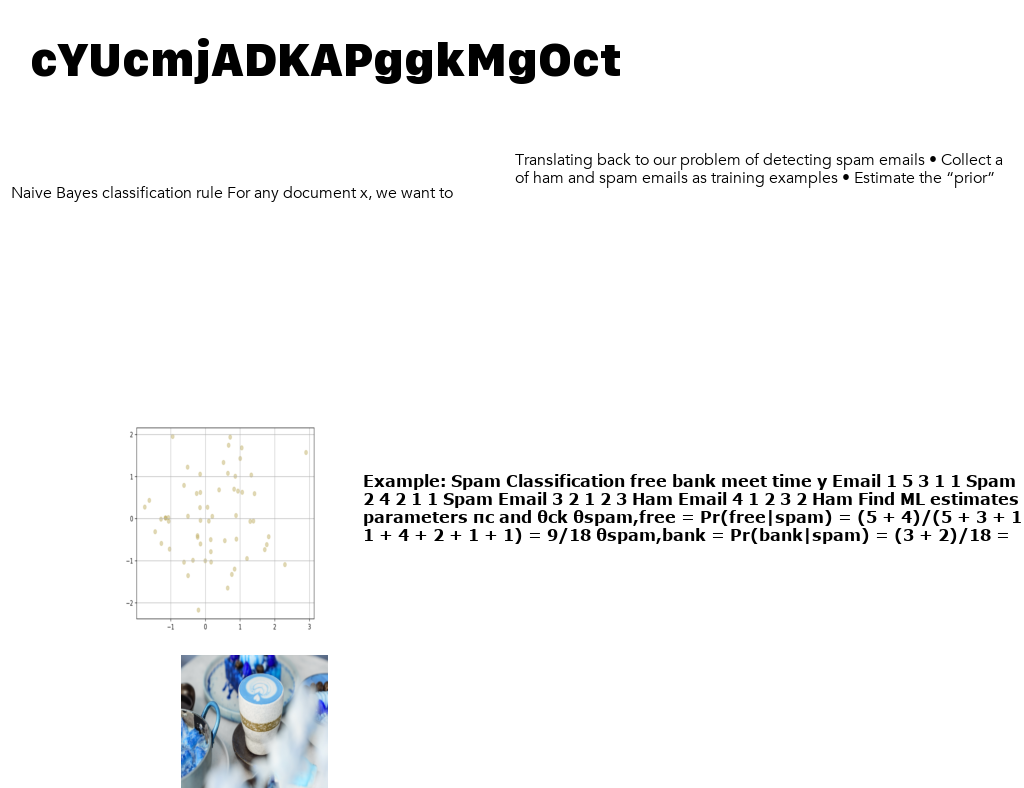 cYUcmjADKAPggkMgOct
Translating back to our problem of detecting spam emails • Collect a
of ham and spam emails as training examples • Estimate the “prior”
Naive Bayes classification rule For any document x, we want to
Example: Spam Classification free bank meet time y Email 1 5 3 1 1 Spam
2 4 2 1 1 Spam Email 3 2 1 2 3 Ham Email 4 1 2 3 2 Ham Find ML estimates
parameters πc and θck θspam,free = Pr(free|spam) = (5 + 4)/(5 + 3 + 1
1 + 4 + 2 + 1 + 1) = 9/18 θspam,bank = Pr(bank|spam) = (3 + 2)/18 =
2
1
0
−1
−2
−1 0 1 2 3